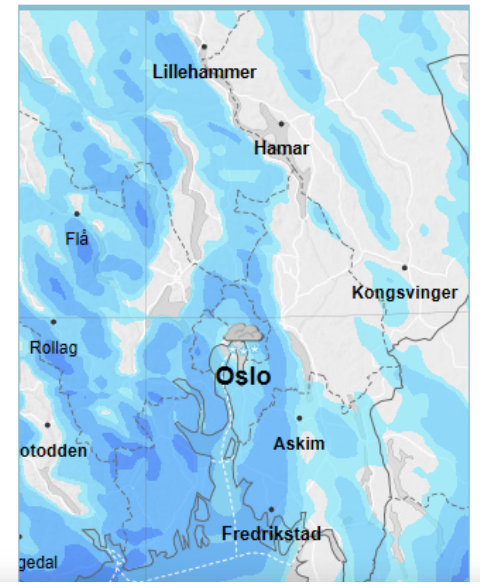 Lillehammer
Hamar
Flå
Kongsvinger
Rollag
Oslo
otodden
Askim
Fredrikstad
gedal